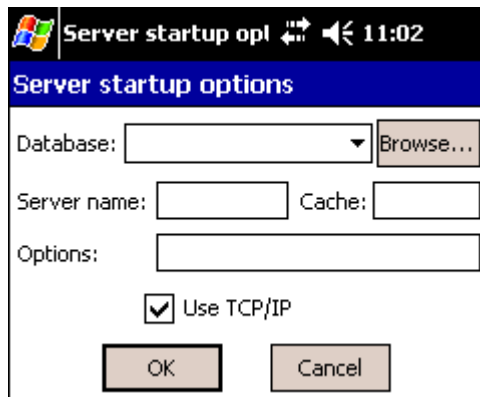 Server startup opt 11:02
Server startup options
Database: Browse...
Server name: Cache:
Options:
Use TCP/IP
OK Cancel